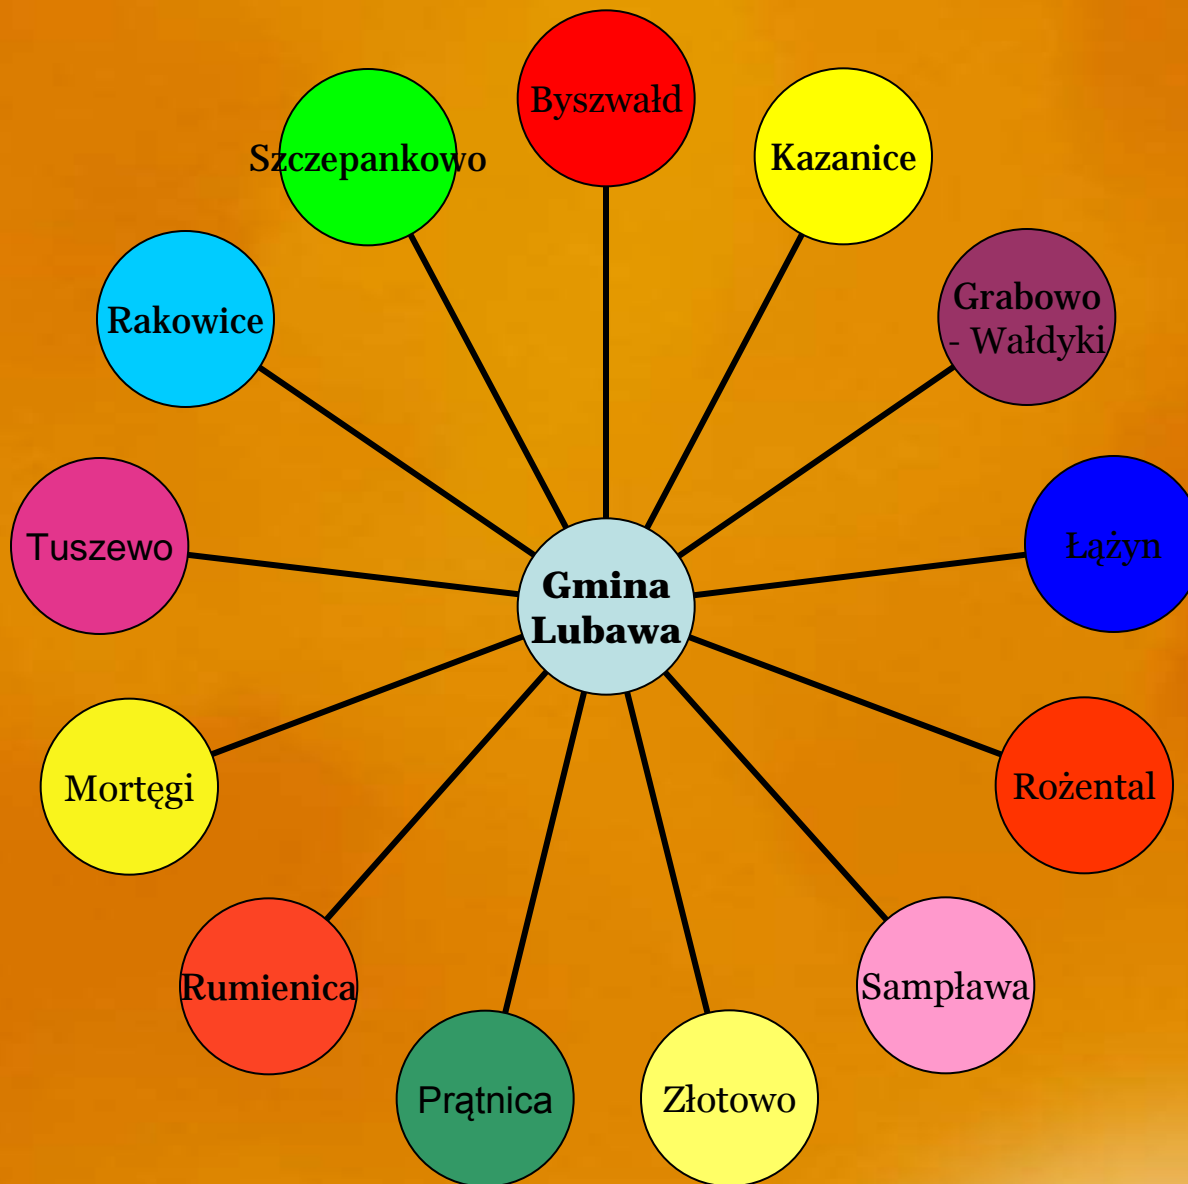 Byszwałd
Szczepankowo
Kazanice
Rakowice
Grabowo
- Wałdyki
Tuszewo
Łążyn
Gmina
Lubawa
Mortęgi
Rożental
Rumienica
Sampława
Prątnica
Złotowo